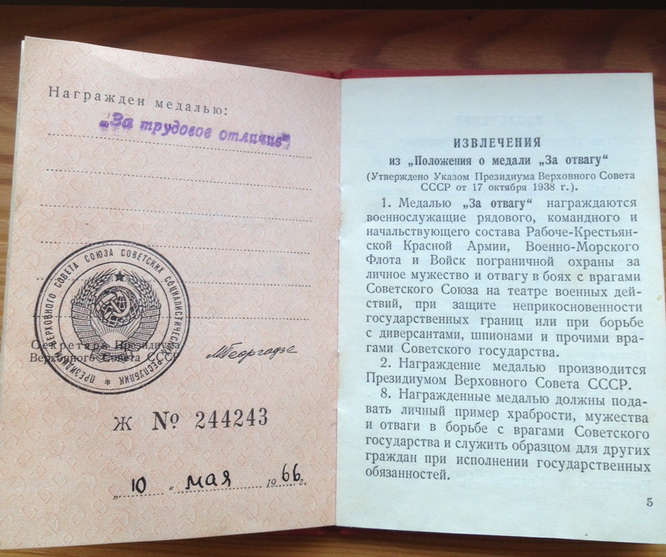 Награжден медалью:
„За трудовое отличие"
ПРЕЗИДИУМ ВЕРХОВНОГО СОВЕТА СОЮЗА СОВЕТСКИХ СОЦИАЛИСТИЧЕСКИХ РЕСПУБЛИК
Секретарь Президиума
Верховного Совета СССР
МГеоргадзе
Ж № 244243
„10" мая 1966 г.
ИЗВЛЕЧЕНИЯ
из „Положения о медали „За отвагу"
(Утверждено Указом Президиума Верховного Совета
СССР от 17 октября 1938 г.).
1. Медалью „За отвагу" награждаются
военнослужащие рядового, командного и
начальствующего состава Рабоче-Крестьян-
ской Красной Армии, Военно-Морского
Флота и Войск пограничной охраны за
личное мужество и отвагу в боях с врагами
Советского Союза на театре военных дей-
ствий, при защите неприкосновенности
государственных границ или при борьбе
с диверсантами, шпионами и прочими вра-
гами Советского государства.
2. Награждение медалью производится
Президиумом Верховного Совета СССР.
8. Награжденные медалью должны пода-
вать личный пример храбрости, мужества
и отваги в борьбе с врагами Советского
государства и служить образцом для других
граждан при исполнении государственных
обязанностей.
5